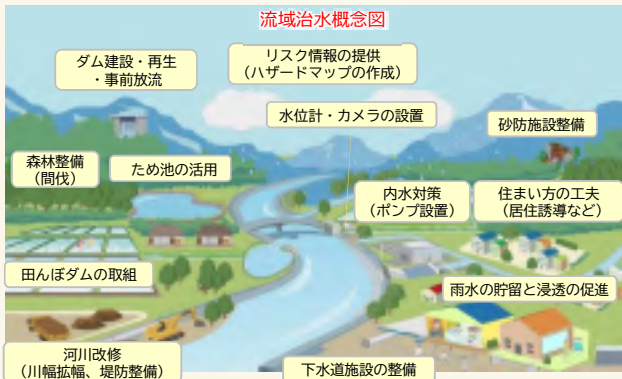 流域治水概念図
ダム建設・再生
・事前放流
リスク情報の提供
(ハザードマップの作成)
水位計・カメラの設置
砂防施設整備
森林整備
(間伐)
ため池の活用
内水対策
(ポンプ設置)
住まい方の工夫
(居住誘導など)
田んぼダムの取組
雨水の貯留と浸透の促進
河川改修
(川幅拡幅、堤防整備)
下水道施設の整備